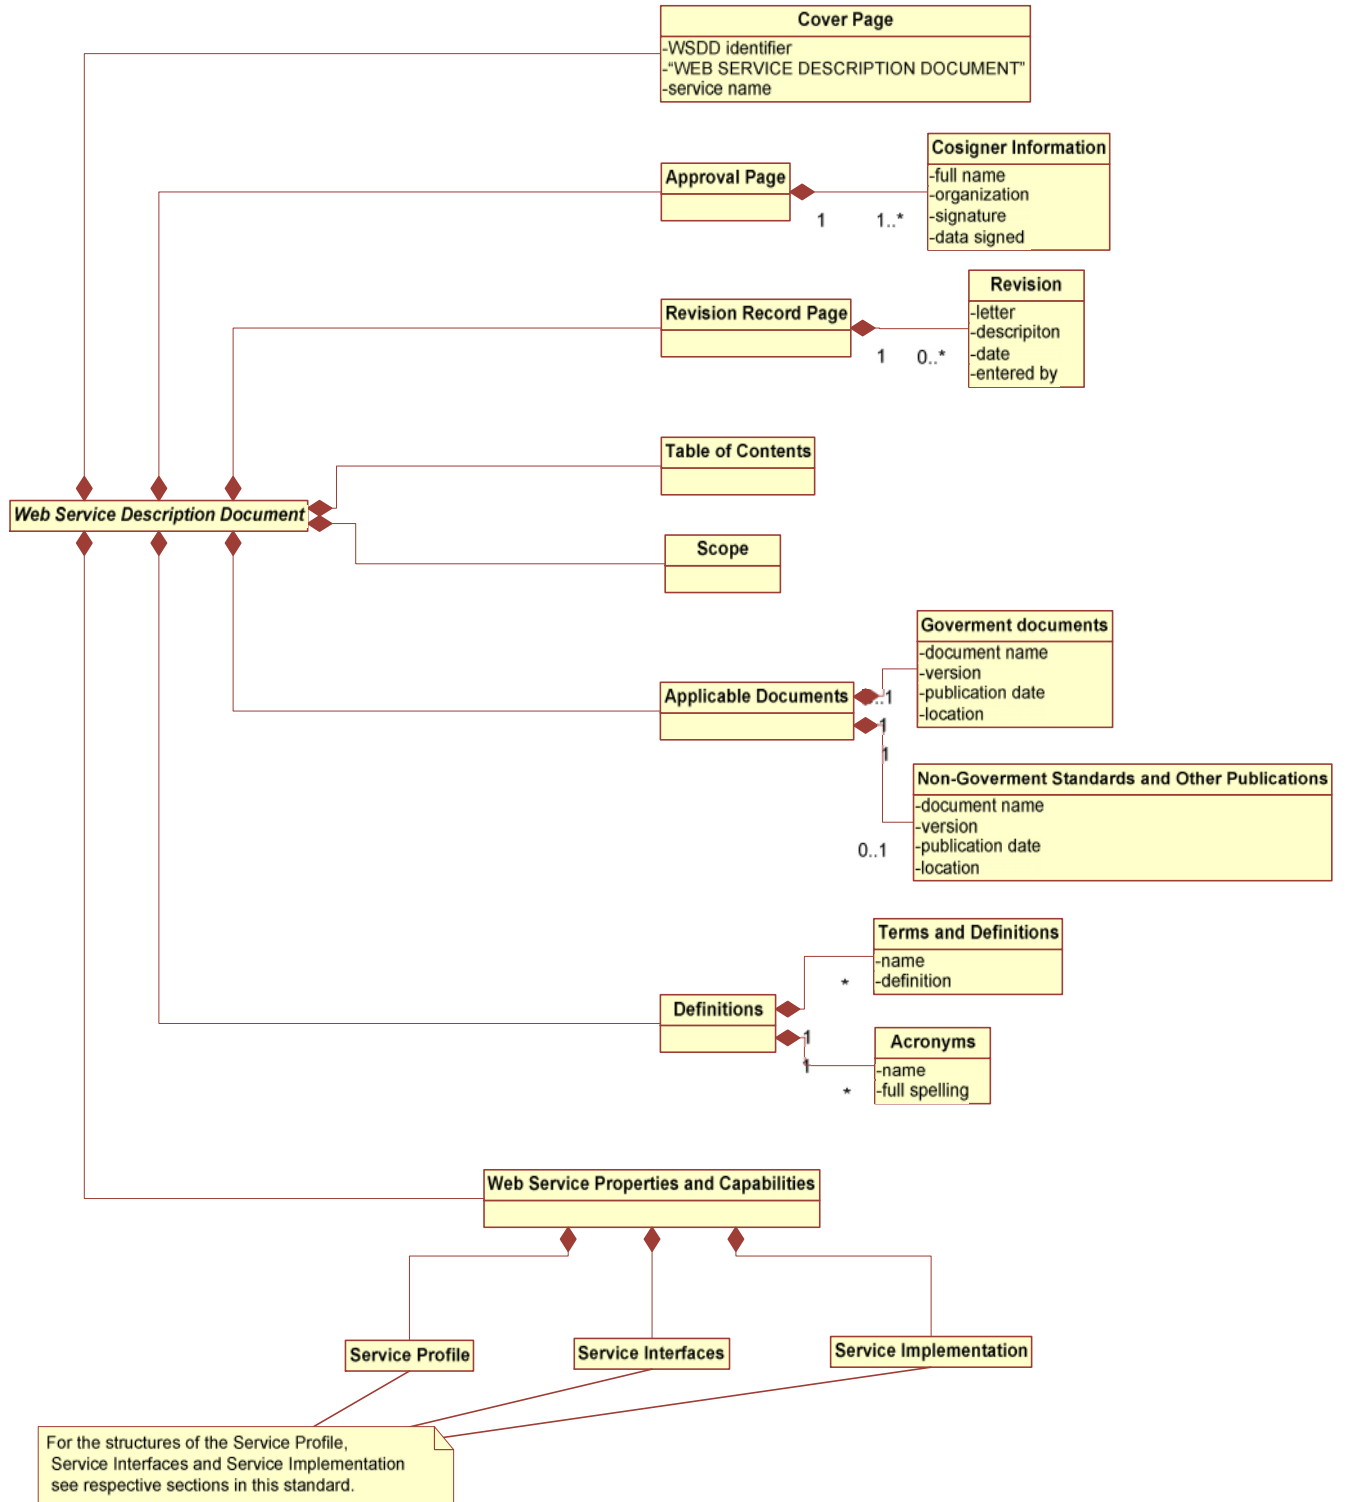 Cover Page
-WSDD identifier
-“WEB SERVICE DESCRIPTION DOCUMENT”
-service name
Cosigner Information
-full name
-organization
-signature
-data signed
Approval Page
1
1..*
Revision
-letter
-descripiton
-date
-entered by
Revision Record Page
1
0..*
Table of Contents
Web Service Description Document
Scope
Goverment documents
-document name
-version
-publication date
-location
Applicable Documents
..1
1
1
Non-Goverment Standards and Other Publications
-document name
-version
-publication date
-location
0..1
Terms and Definitions
-name
-definition
*
Definitions
1
1
Acronyms
-name
-full spelling
*
Web Service Properties and Capabilities
Service Profile
Service Interfaces
Service Implementation
For the structures of the Service Profile,
Service Interfaces and Service Implementation
see respective sections in this standard.